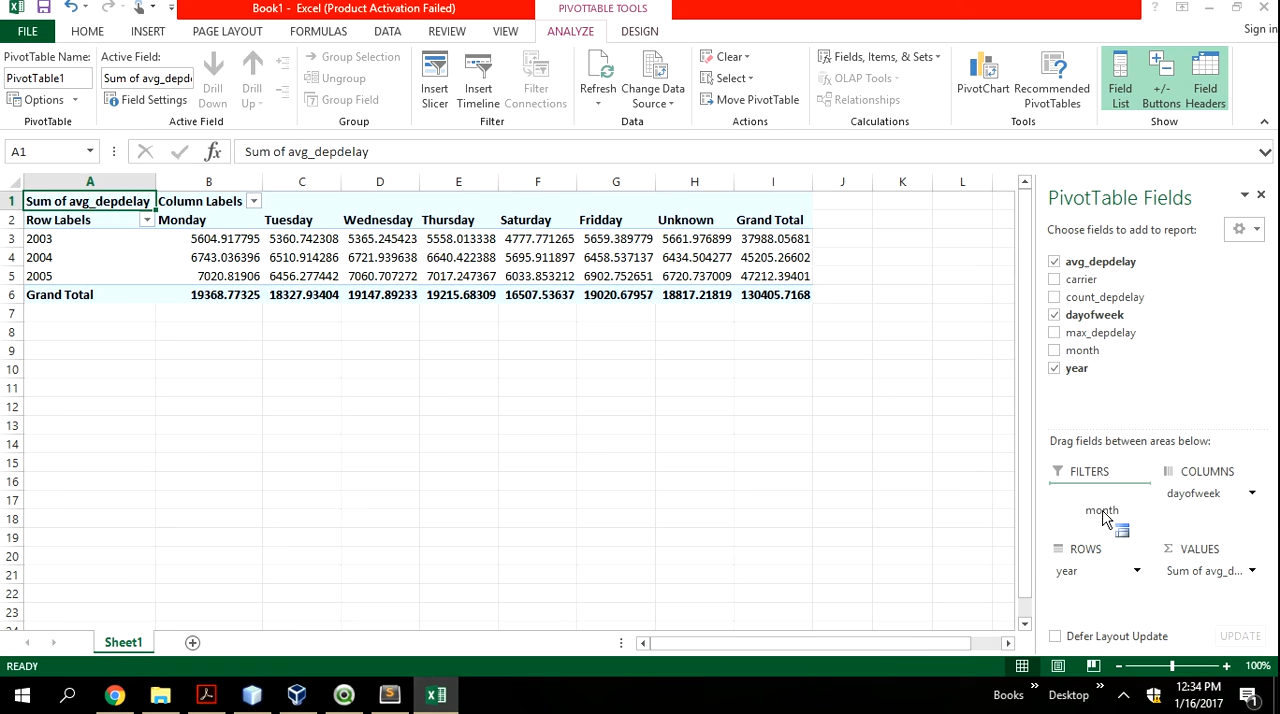 Book1 - Excel (Product Activation Failed)
PIVOTTABLE TOOLS
?
FILE HOME INSERT PAGE LAYOUT FORMULAS DATA REVIEW VIEW ANALYZE DESIGN Sign in
PivotTable Name: Active Field:
PivotTable1 Sum of avg_depd
Options Field Settings
Drill Down
Drill Up
Group Selection
Ungroup
Group Field
Insert Slicer
Insert Timeline
Filter Connections
Refresh
Change Data Source
Clear
Select
Move PivotTable
Fields, Items, & Sets
OLAP Tools
Relationships
PivotChart
Recommended PivotTables
Field List
+/- Buttons
Field Headers
PivotTable Active Field Group Filter Data Actions Calculations Tools Show
A1 fx Sum of avg_depdelay
A B C D E F G H I J K L
1 Sum of avg_depdelay Column Labels
2 Row Labels Monday Tuesday Wednesday Thursday Saturday Fridday Unknown Grand Total
3 2003 5604.917795 5360.742308 5365.245423 5558.013338 4777.771265 5659.389779 5661.976899 37988.05681
4 2004 6743.036396 6510.914286 6721.939638 6640.422388 5695.911897 6458.537137 6434.504277 45205.26602
5 2005 7020.81906 6456.277442 7060.707272 7017.247367 6033.853212 6902.752651 6720.737009 47212.39401
6 Grand Total 19368.77325 18327.93404 19147.89233 19215.68309 16507.53637 19020.67957 18817.21819 130405.7168
7
8
9
10
11
12
13
14
15
16
17
18
19
20
21
22
23
PivotTable Fields
Choose fields to add to report:
avg_depdelay
carrier
count_depdelay
dayofweek
max_depdelay
month
year
Drag fields between areas below:
FILTERS COLUMNS
dayofweek
month
ROWS Σ VALUES
year Sum of avg_d...
Defer Layout Update UPDATE
Sheet1
READY 100%
Books Desktop 12:34 PM
1/16/2017
1